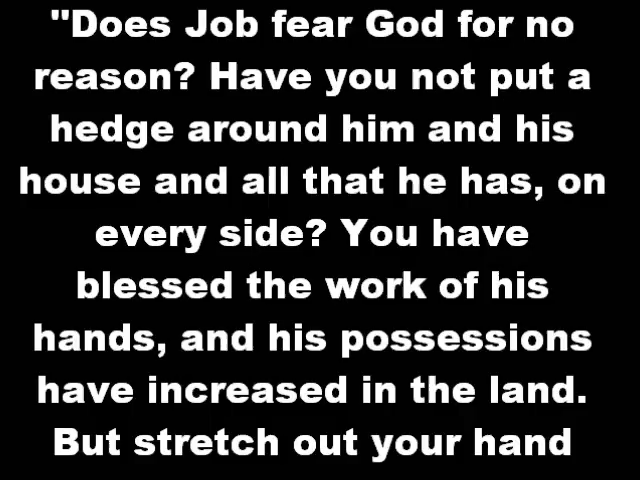 "Does Job fear God for no
reason? Have you not put a
hedge around him and his
house and all that he has, on
every side? You have
blessed the work of his
hands, and his possessions
have increased in the land.
But stretch out your hand